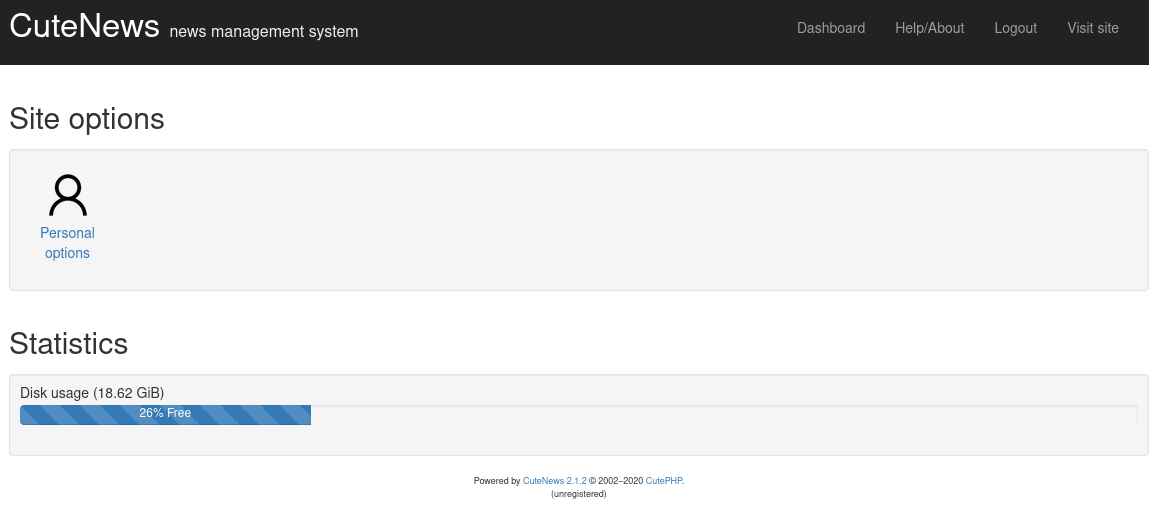 CuteNews news management system
Dashboard Help/About Logout Visit site
Site options
Personal
options
Statistics
Disk usage (18.62 GiB)
26% Free
Powered by CuteNews 2.1.2 © 2002–2020 CutePHP.
(unregistered)